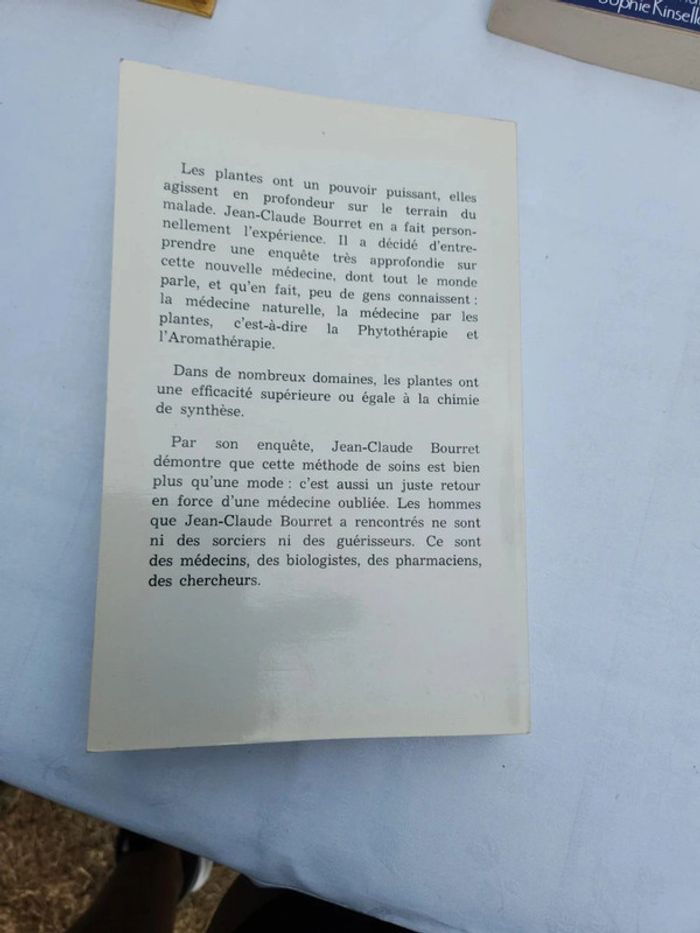 Sophie Kinsella
Les plantes ont un pouvoir puissant, elles
agissent en profondeur sur le terrain du
malade. Jean-Claude Bourret en a fait person-
nellement l'expérience. Il a décidé d'entre-
prendre une enquête très approfondie sur
cette nouvelle médecine, dont tout le monde
parle, et qu'en fait, peu de gens connaissent :
la médecine naturelle, la médecine par les
plantes, c'est-à-dire la Phytothérapie et
l'Aromathérapie.
Dans de nombreux domaines, les plantes ont
une efficacité supérieure ou égale à la chimie
de synthèse.
Par son enquête, Jean-Claude Bourret
démontre que cette méthode de soins est bien
plus qu'une mode : c'est aussi un juste retour
en force d'une médecine oubliée. Les hommes
que Jean-Claude Bourret a rencontrés ne sont
ni des sorciers ni des guérisseurs. Ce sont
des médecins, des biologistes, des pharmaciens,
des chercheurs.